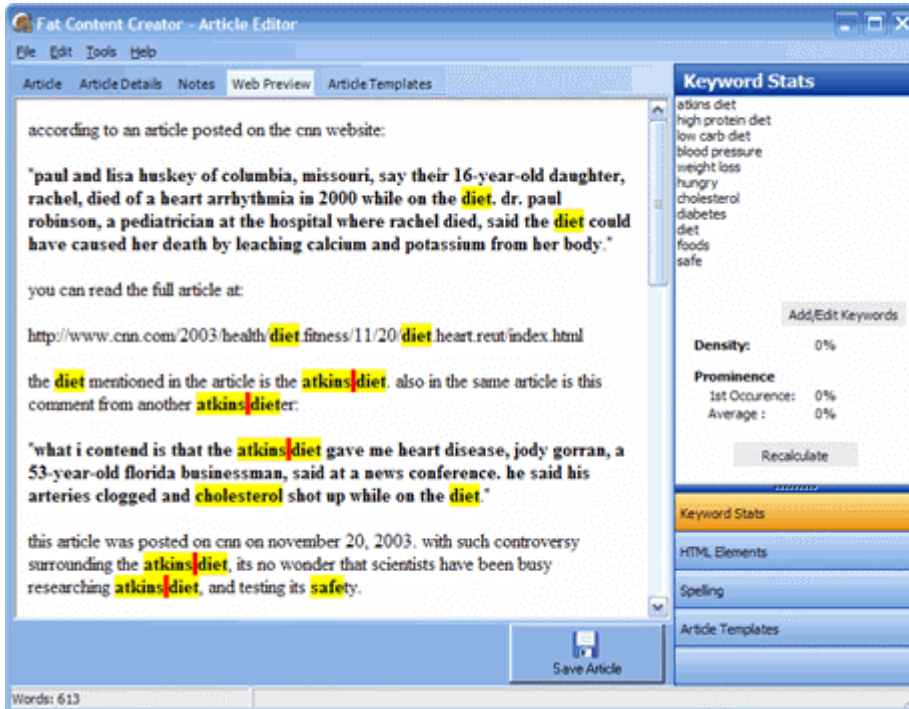 Fat Content Creator - Article Editor
File Edit Tools Help
Article Article Details Notes Web Preview Article Templates
according to an article posted on the cnn website:
"paul and lisa huskey of columbia, missouri, say their 16-year-old daughter,
rachel, died of a heart arrhythmia in 2000 while on the diet. dr. paul
robinson, a pediatrician at the hospital where rachel died, said the diet could
have caused her death by leaching calcium and potassium from her body."
you can read the full article at:
http://www.cnn.com/2003/health/diet.fitness/11/20/diet.heart.reut/index.html
the diet mentioned in the article is the atkins diet. also in the same article is this
comment from another atkins dieter:
"what i contend is that the atkins diet gave me heart disease, jody gorran, a
53-year-old florida businessman, said at a news conference. he said his
arteries clogged and cholesterol shot up while on the diet."
this article was posted on cnn on november 20, 2003. with such controversy
surrounding the atkins diet, its no wonder that scientists have been busy
researching atkins diet, and testing its safety.
Save Article
Words: 613
Keyword Stats
atkins diet
high protein diet
low carb diet
blood pressure
weight loss
hungry
cholesterol
diabetes
diet
foods
safe
Add/Edit Keywords
Density: 0%
Prominence
1st Occurence: 0%
Average : 0%
Recalculate
Keyword Stats
HTML Elements
Spelling
Article Templates